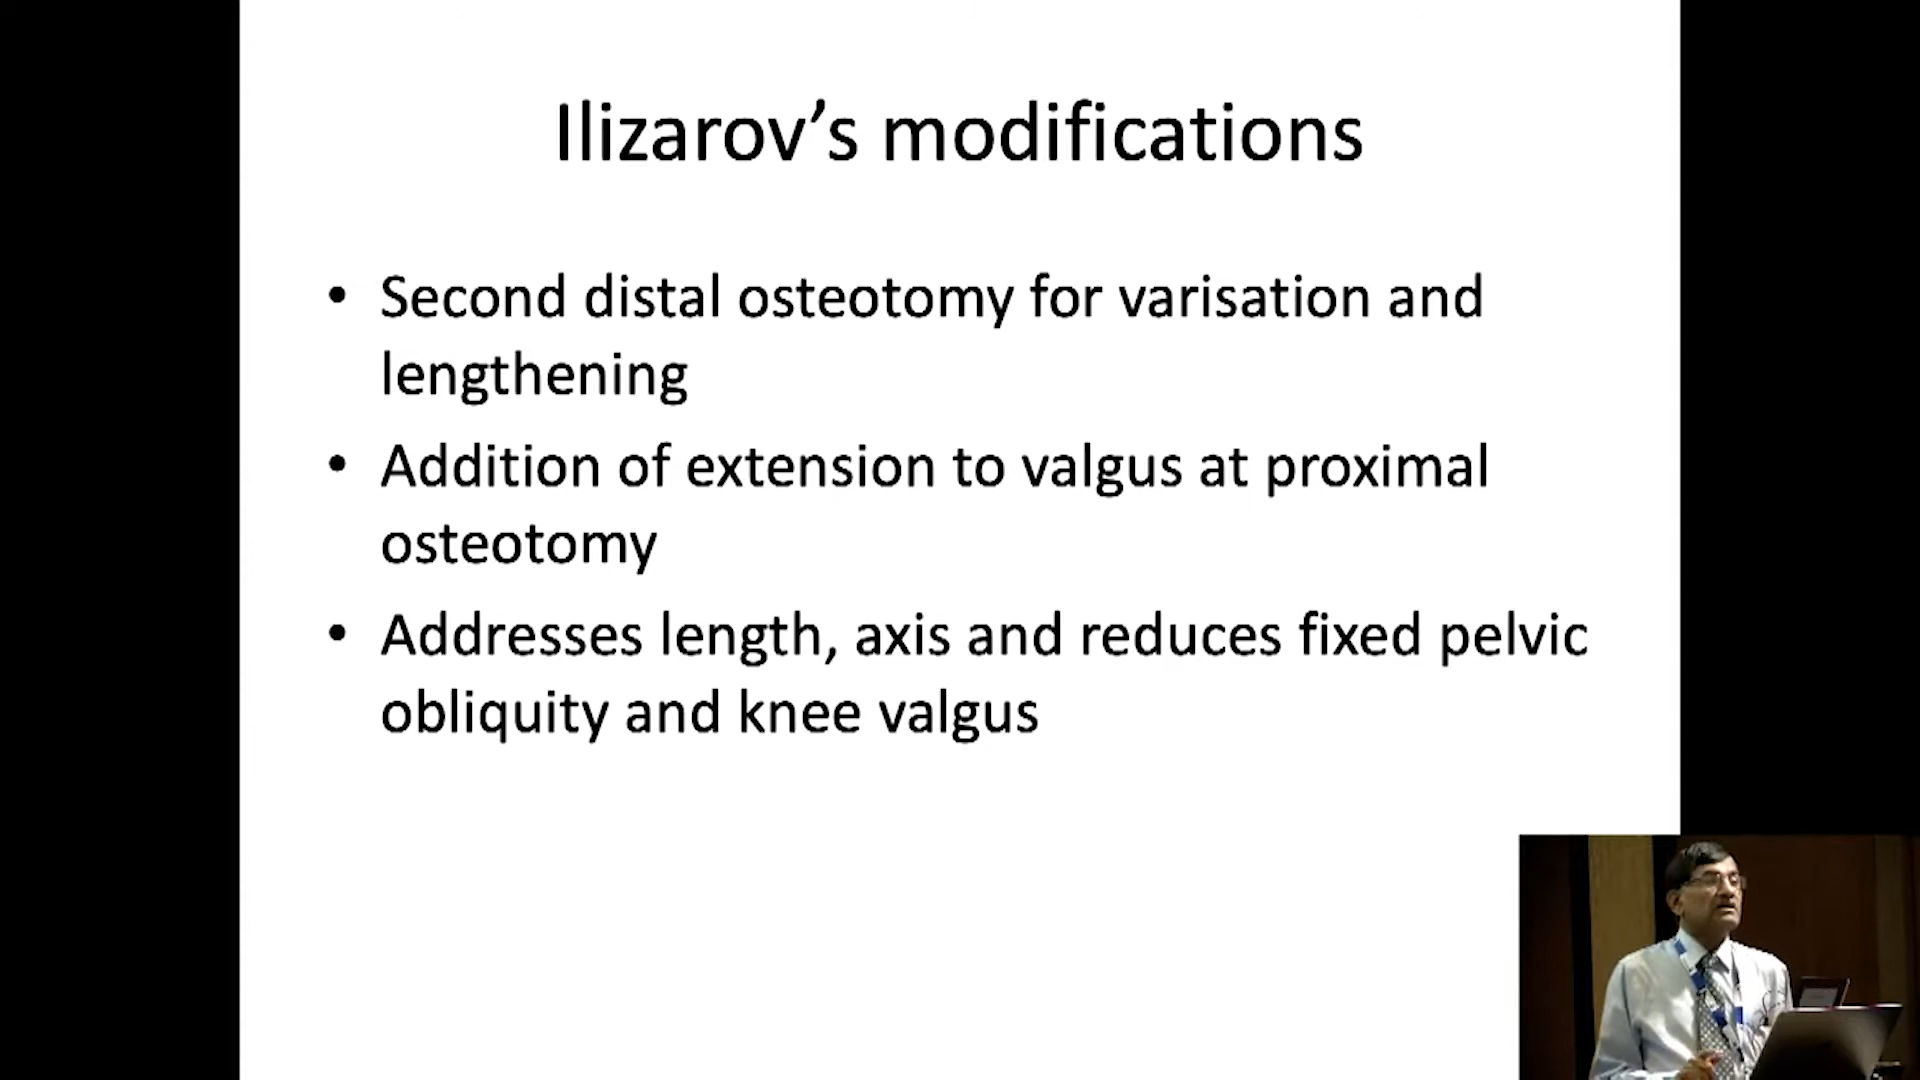 Ilizarov’s modifications
• Second distal osteotomy for varisation and
lengthening
• Addition of extension to valgus at proximal
osteotomy
• Addresses length, axis and reduces fixed pelvic
obliquity and knee valgus